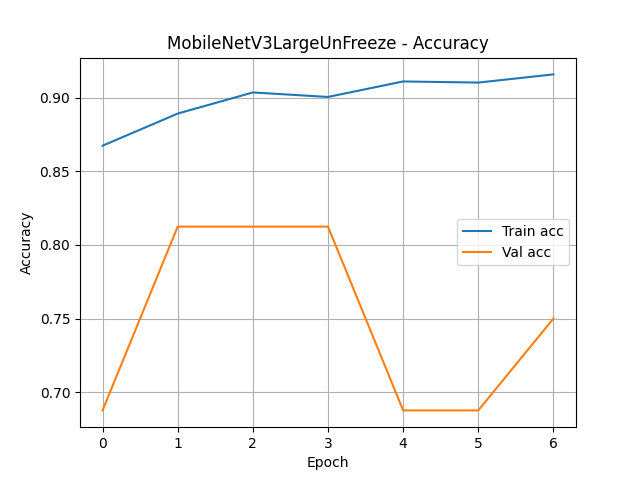 MobileNetV3LargeUnFreeze - Accuracy
Accuracy
0.90
0.85
0.80
0.75
0.70
Train acc
Val acc
0 1 2 3 4 5 6
Epoch